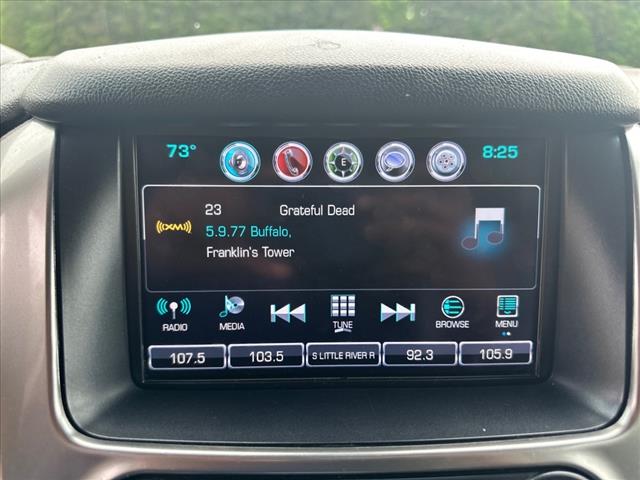 73° E 8:25
23 Grateful Dead
((XM)) 5.9.77 Buffalo,
Franklin's Tower
RADIO MEDIA TUNE BROWSE MENU
107.5 103.5 S LITTLE RIVER R 92.3 105.9